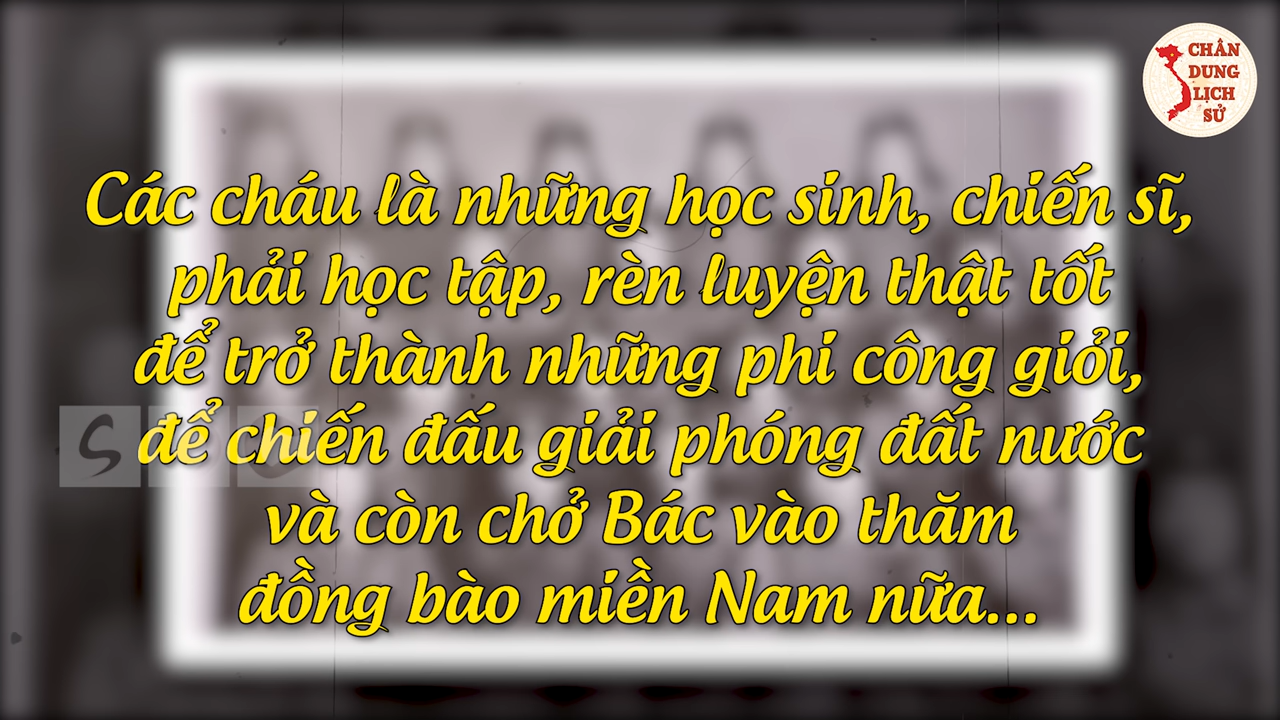 CHÂN
DUNG
LỊCH
SỬ
Các cháu là những học sinh, chiến sĩ,
phải học tập, rèn luyện thật tốt
để trở thành những phi công giỏi,
để chiến đấu giải phóng đất nước
và còn chở Bác vào thăm
đồng bào miền Nam nữa...